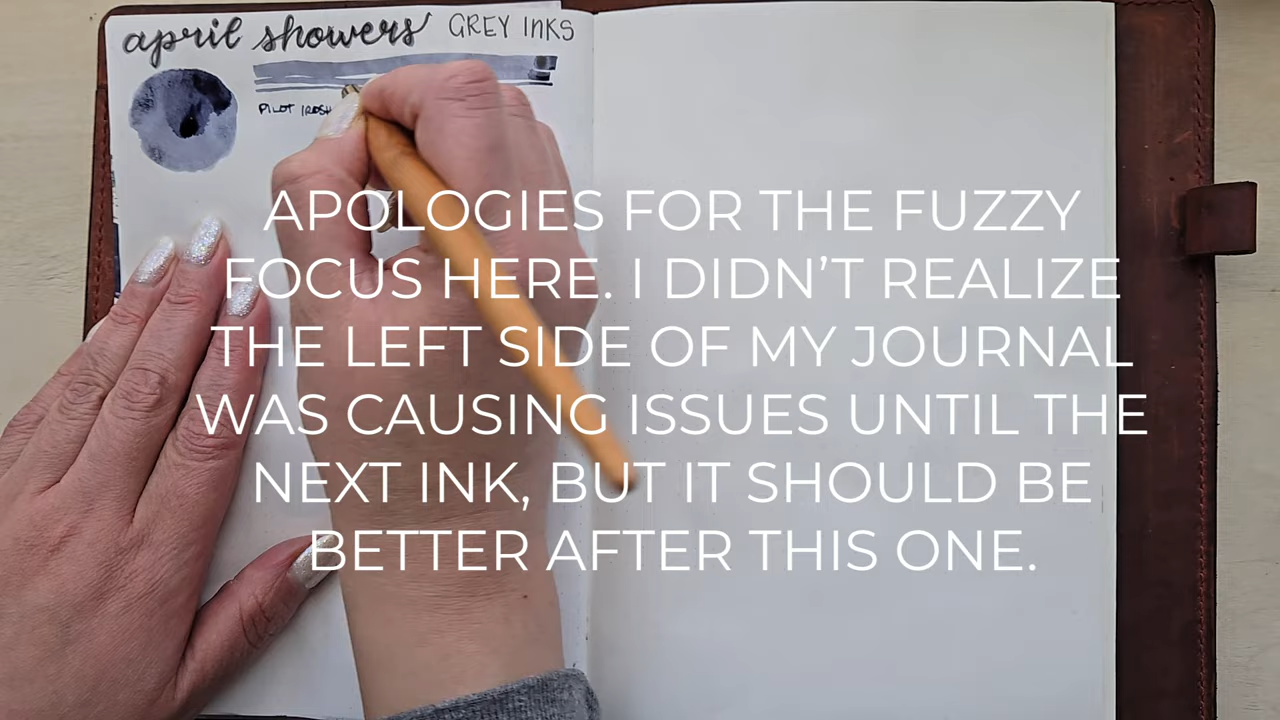 april showers GREY INKS
PILOT
APOLOGIES FOR THE FUZZY
FOCUS HERE. I DIDN’T REALIZE
THE LEFT SIDE OF MY JOURNAL
WAS CAUSING ISSUES UNTIL THE
NEXT INK, BUT IT SHOULD BE
BETTER AFTER THIS ONE.